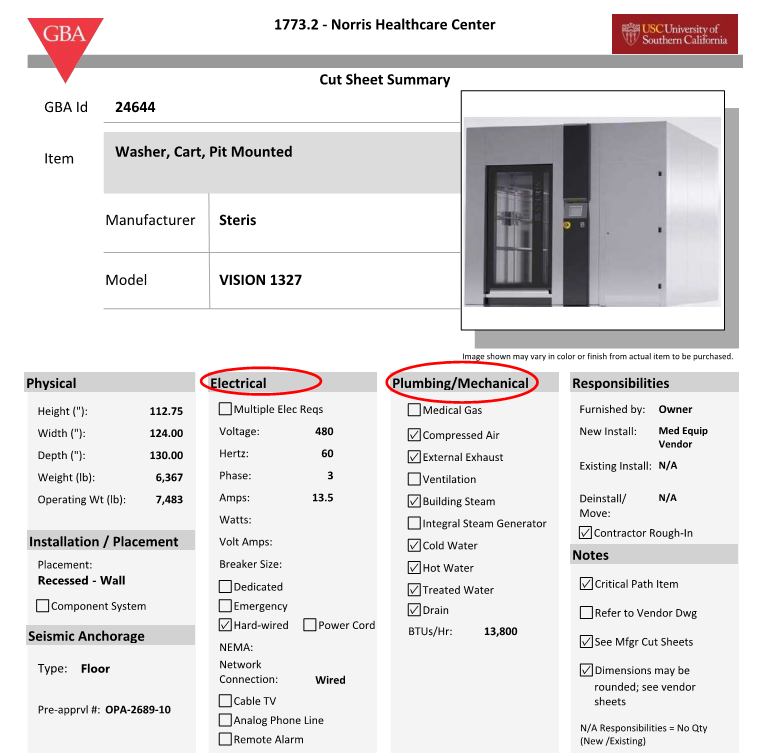 GBA
1773.2 - Norris Healthcare Center
USC University of
Southern California
Cut Sheet Summary
GBA Id 24644
Item Washer, Cart, Pit Mounted
Manufacturer Steris
Model VISION 1327
Image shown may vary in color or finish from actual item to be purchased.
Physical
Height ("): 112.75
Width ("): 124.00
Depth ("): 130.00
Weight (lb): 6,367
Operating Wt (lb): 7,483
Installation / Placement
Placement:
Recessed - Wall
Component System
Seismic Anchorage
Type: Floor
Pre-apprvl #: OPA-2689-10
Electrical
Multiple Elec Reqs
Voltage: 480
Hertz: 60
Phase: 3
Amps: 13.5
Watts:
Volt Amps:
Breaker Size:
Dedicated
Emergency
Hard-wired Power Cord
NEMA:
Network
Connection: Wired
Cable TV
Analog Phone Line
Remote Alarm
Plumbing/Mechanical
Medical Gas
Compressed Air
External Exhaust
Ventilation
Building Steam
Integral Steam Generator
Cold Water
Hot Water
Treated Water
Drain
BTUs/Hr: 13,800
Responsibilities
Furnished by: Owner
New Install: Med Equip
Vendor
Existing Install: N/A
Deinstall/ N/A
Move:
Contractor Rough-In
Notes
Critical Path Item
Refer to Vendor Dwg
See Mfgr Cut Sheets
Dimensions may be
rounded; see vendor
sheets
N/A Responsibilities = No Qty
(New /Existing)